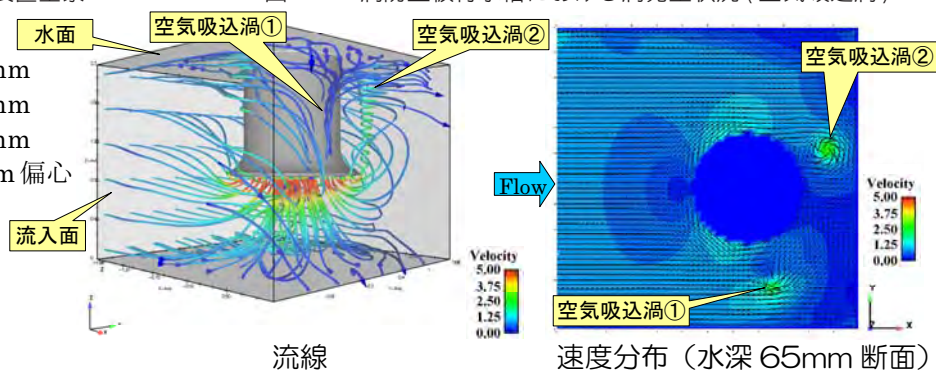 水面
空気吸込渦①
空気吸込渦②
mm
mm
mm
m 偏心
流入面
Velocity
5.00
3.75
2.50
1.25
0.00
流線
Flow
空気吸込渦②
Velocity
5.00
3.75
2.50
1.25
0.00
空気吸込渦①
Y
Z
X
速度分布（水深 65mm 断面）